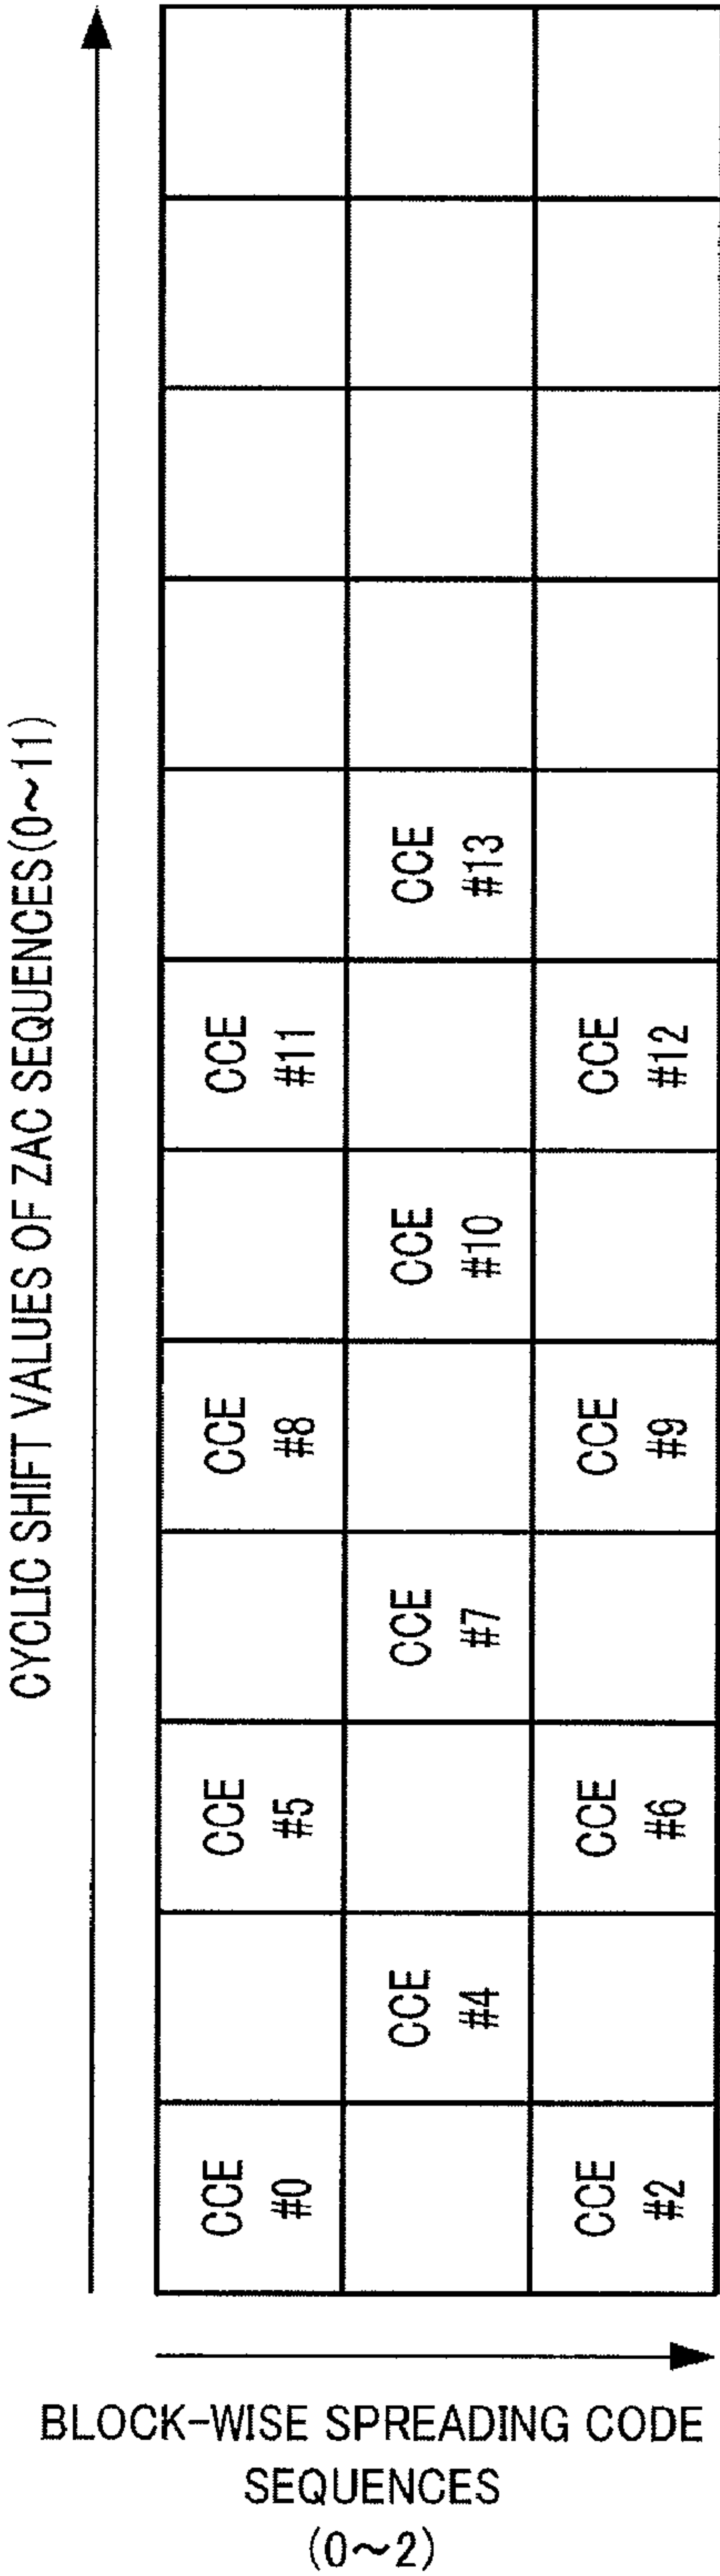 CYCLIC SHIFT VALUES OF ZAC SEQUENCES(0~11)
CCE
#13
CCE
#11
CCE
#12
CCE
#10
CCE
#8
CCE
#9
CCE
#7
CCE
#5
CCE
#6
CCE
#4
CCE
#0
CCE
#2
BLOCK-WISE SPREADING CODE
SEQUENCES
(0~2)